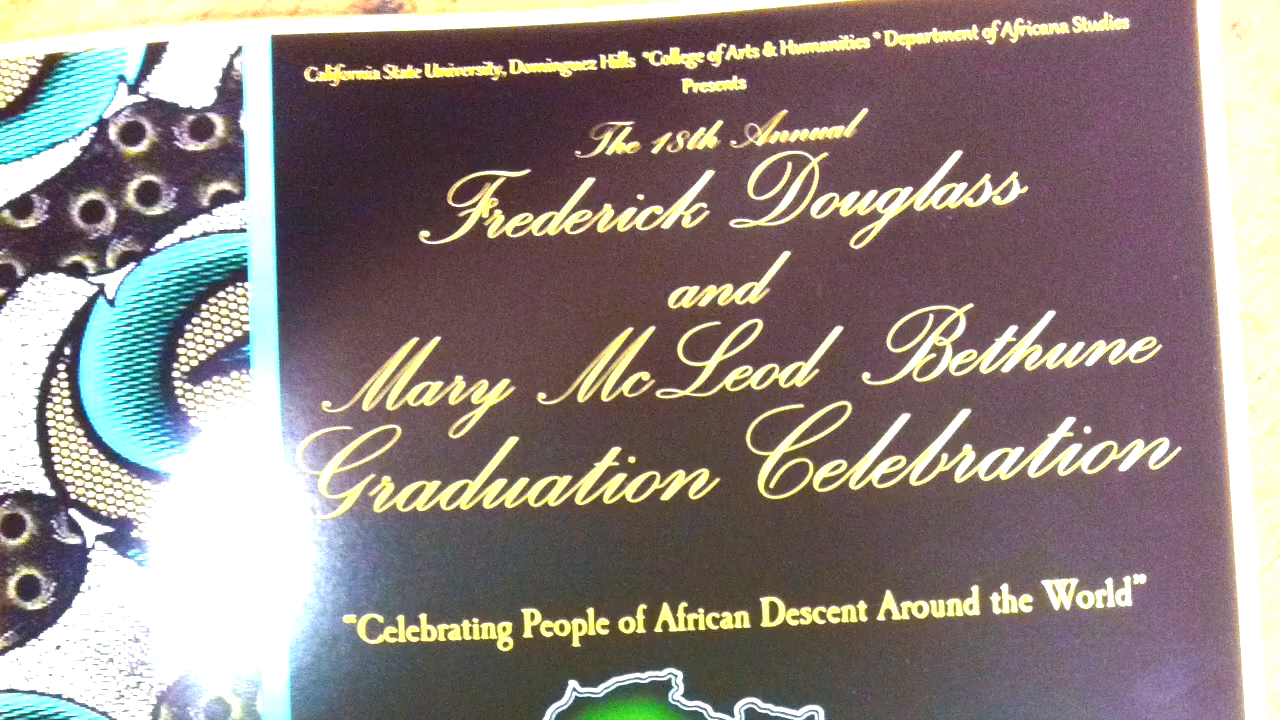 California State University, Dominguez Hills *College of Arts & Humanities * Department of Africana Studies
Presents
The 18th Annual
Frederick Douglass
and
Mary McLeod Bethune
Graduation Celebration
"Celebrating People of African Descent Around the World"